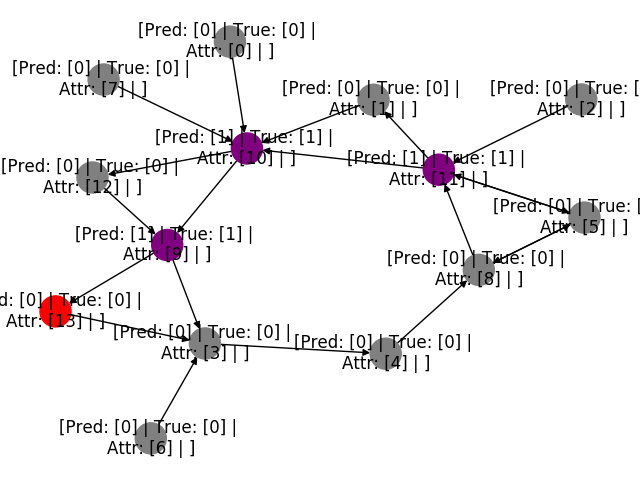 [Pred: [0] | True: [0] |
Attr: [0] | ]
[Pred: [0] | True: [0] |
Attr: [7] | ]
[Pred: [0] | True: [0] |
Attr: [1] | ]
[Pred: [0] | True: [
Attr: [2] | ]
[Pred: [1] | True: [1] |
Attr: [10] | ]
[Pred: [1] | True: [1] |
Attr: [11] | ]
[Pred: [0] | True: [0] |
Attr: [12] | ]
[Pred: [0] | True: [
Attr: [5] | ]
[Pred: [1] | True: [1] |
Attr: [9] | ]
[Pred: [0] | True: [0] |
Attr: [8] | ]
d: [0] | True: [0] |
Attr: [13] | ]
[Pred: [0] | True: [0] |
Attr: [3] | ]
[Pred: [0] | True: [0] |
Attr: [4] | ]
[Pred: [0] | True: [0] |
Attr: [6] | ]